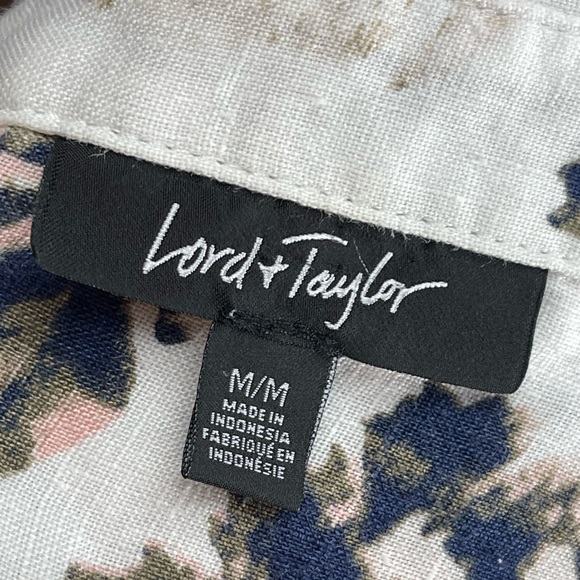 Lord + Taylor
M/M
MADE IN
INDONESIA
FABRIQUÉ EN
INDONÉSIE